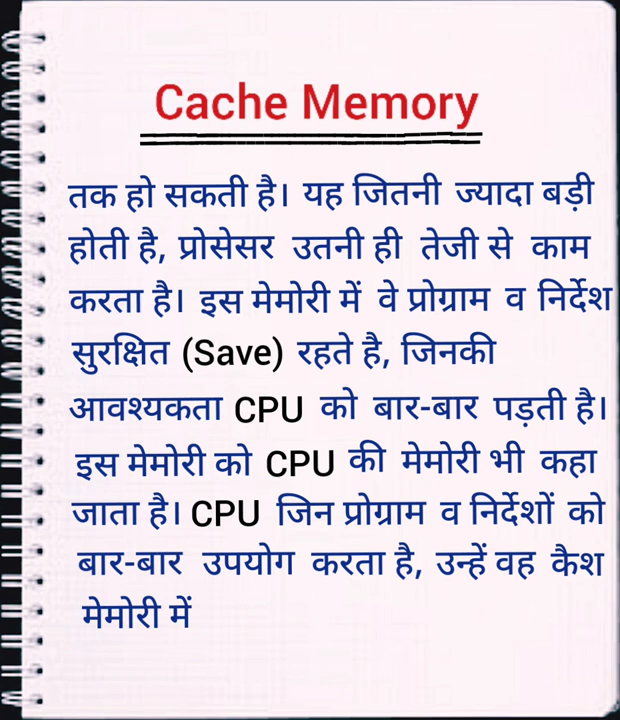 Cache Memory
तक हो सकती है। यह जितनी ज्यादा बड़ी
होती है, प्रोसेसर उतनी ही तेजी से काम
करता है। इस मेमोरी में वे प्रोग्राम व निर्देश
सुरक्षित (Save) रहते है, जिनकी
आवश्यकता CPU को बार-बार पड़ती है।
इस मेमोरी को CPU की मेमोरी भी कहा
जाता है। CPU जिन प्रोग्राम व निर्देशों को
बार-बार उपयोग करता है, उन्हें वह कैश
मेमोरी में